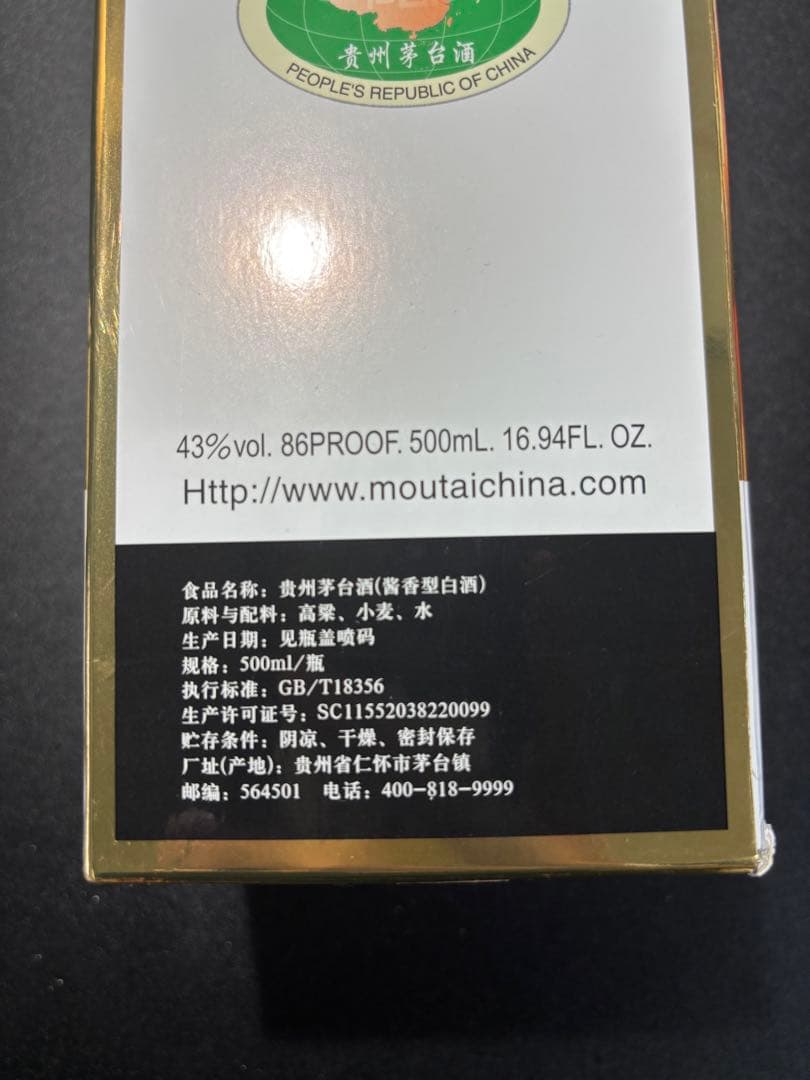 贵州茅台酒
PEOPLE'S REPUBLIC OF CHINA
43%vol. 86PROOF. 500mL. 16.94FL. OZ.
Http://www.moutaichina.com
食品名称：贵州茅台酒(酱香型白酒)
原料与配料：高粱、小麦、水
生产日期：见瓶盖喷码
规格：500ml/瓶
执行标准：GB/T18356
生产许可证号：SC11552038220099
贮存条件：阴凉、干燥、密封保存
厂址(产地)：贵州省仁怀市茅台镇
邮编：564501 电话：400-818-9999